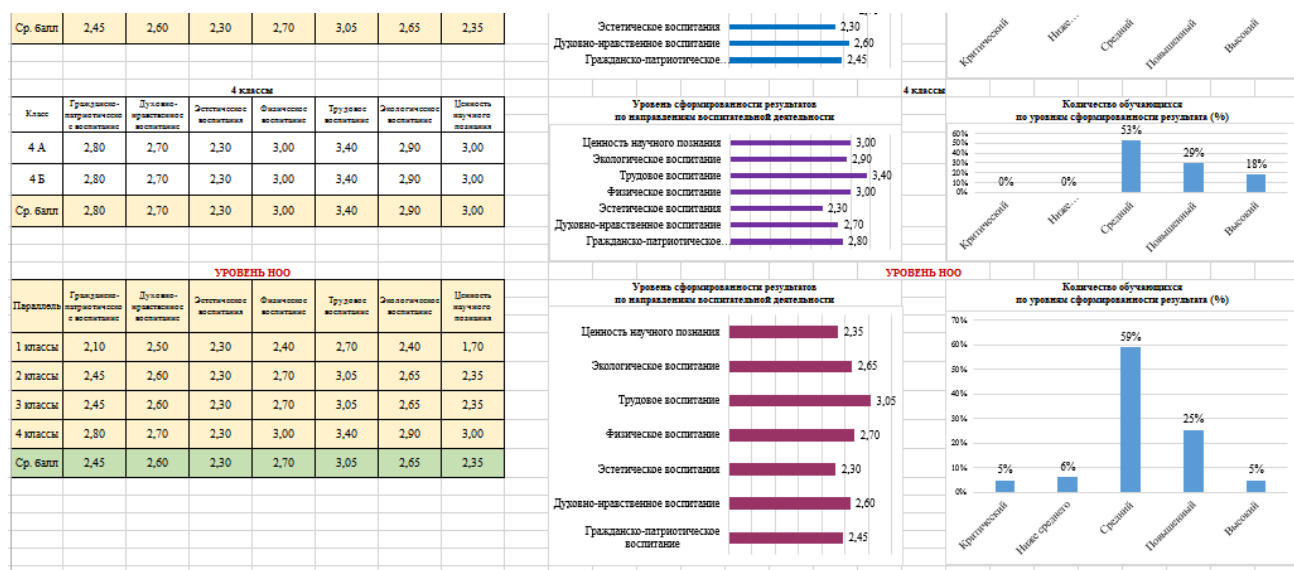 Ср. балл 2,45 2,60 2,30 2,70 3,05 2,65 2,35
Эстетическое воспитания 2,30
Духовно-нравственное воспитание 2,60
Гражданско-патриотическое… 2,45
Критический
Ниже…
Средний
Повышенный
Высокий
4 классы
Класс
Гражданско-
патриотическо
е воспитание
Духовно-
нравственное
воспитание
Эстетическое
воспитания
Физическое
воспитание
Трудовое
воспитание
Экологическое
воспитание
Ценность
научного
познания
4 А 2,80 2,70 2,30 3,00 3,40 2,90 3,00
4 Б 2,80 2,70 2,30 3,00 3,40 2,90 3,00
Ср. балл 2,80 2,70 2,30 3,00 3,40 2,90 3,00
4 классы
Уровень сформированности результатов
по направлениям воспитательной деятельности
Ценность научного познания 3,00
Экологическое воспитание 2,90
Трудовое воспитание 3,40
Физическое воспитание 3,00
Эстетическое воспитания 2,30
Духовно-нравственное воспитание 2,70
Гражданско-патриотическое… 2,80
Количество обучающихся
по уровням сформированности результата (%)
60%
50%
40%
30%
20%
10%
0%
0%
0%
53%
29%
18%
Критический
Ниже…
Средний
Повышенный
Высокий
УРОВЕНЬ НОО
Параллель
Гражданско-
патриотическо
е воспитание
Духовно-
нравственное
воспитание
Эстетическое
воспитания
Физическое
воспитание
Трудовое
воспитание
Экологическое
воспитание
Ценность
научного
познания
1 классы 2,10 2,50 2,30 2,40 2,70 2,40 1,70
2 классы 2,45 2,60 2,30 2,70 3,05 2,65 2,35
3 классы 2,45 2,60 2,30 2,70 3,05 2,65 2,35
4 классы 2,80 2,70 2,30 3,00 3,40 2,90 3,00
Ср. балл 2,45 2,60 2,30 2,70 3,05 2,65 2,35
УРОВЕНЬ НОО
Уровень сформированности результатов
по направлениям воспитательной деятельности
Ценность научного познания 2,35
Экологическое воспитание 2,65
Трудовое воспитание 3,05
Физическое воспитание 2,70
Эстетическое воспитание 2,30
Духовно-нравственное воспитание 2,60
Гражданско-патриотическое
воспитание 2,45
Количество обучающихся
по уровням сформированности результата (%)
70%
60%
50%
40%
30%
20%
10%
0%
5%
6%
59%
25%
5%
Критический
Ниже среднего
Средний
Повышенный
Высокий